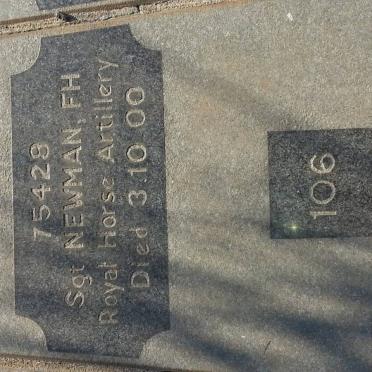 75428
Sgt NEWMAN, FH
Royal Horse Artillery
Died 3 10 00
106